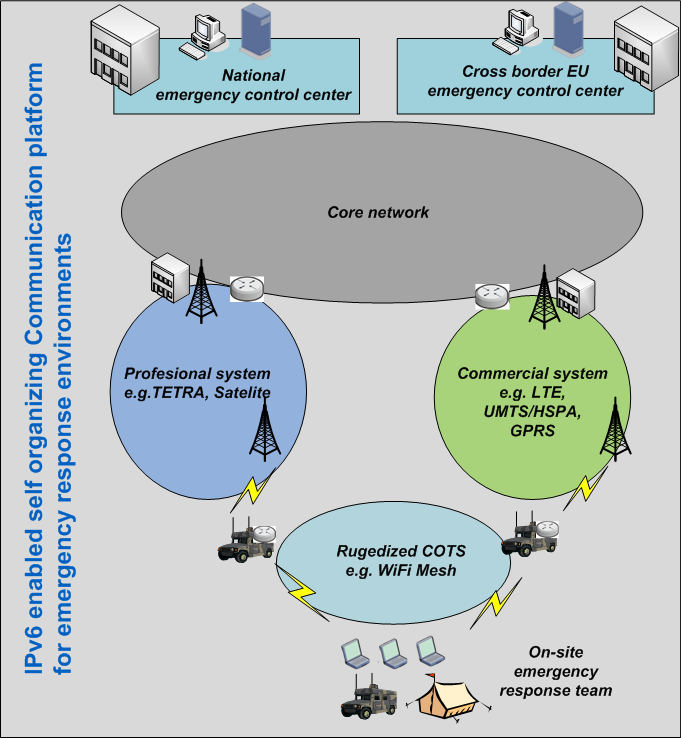 IPv6 enabled self organizing Communication platform
for emergency response environments
National
emergency control center
Cross border EU
emergency control center
Core network
Profesional system
e.g.TETRA, Satelite
Commercial system
e.g. LTE,
UMTS/HSPA,
GPRS
Rugedized COTS
e.g. WiFi Mesh
On-site
emergency
response team